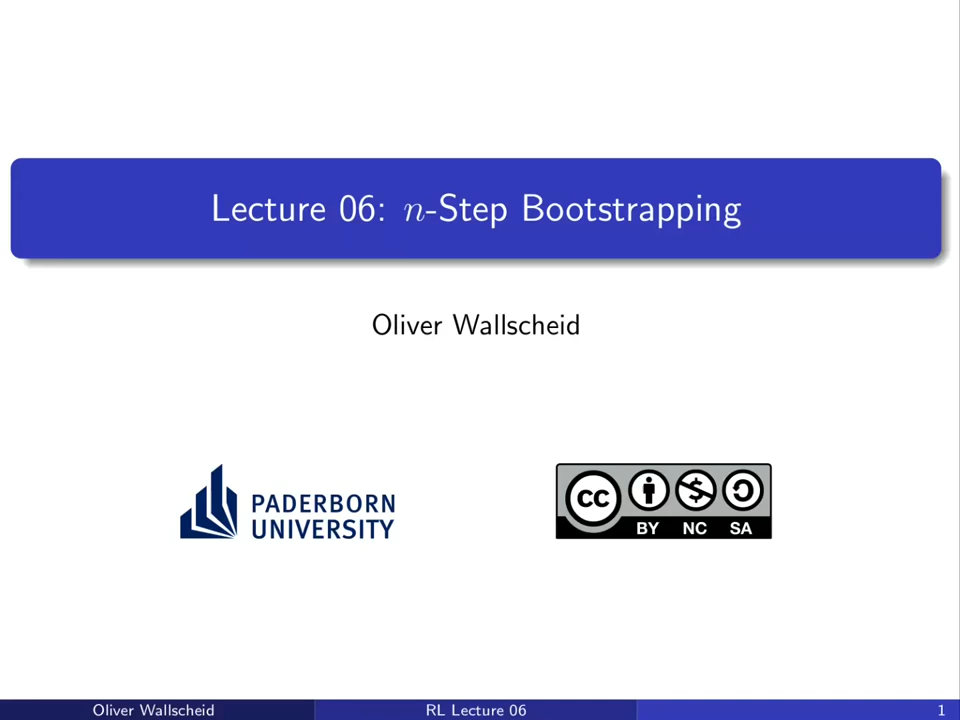 Lecture 06: n-Step Bootstrapping
Oliver Wallscheid
PADERBORN
UNIVERSITY
cc
BY NC SA
Oliver Wallscheid RL Lecture 06 1